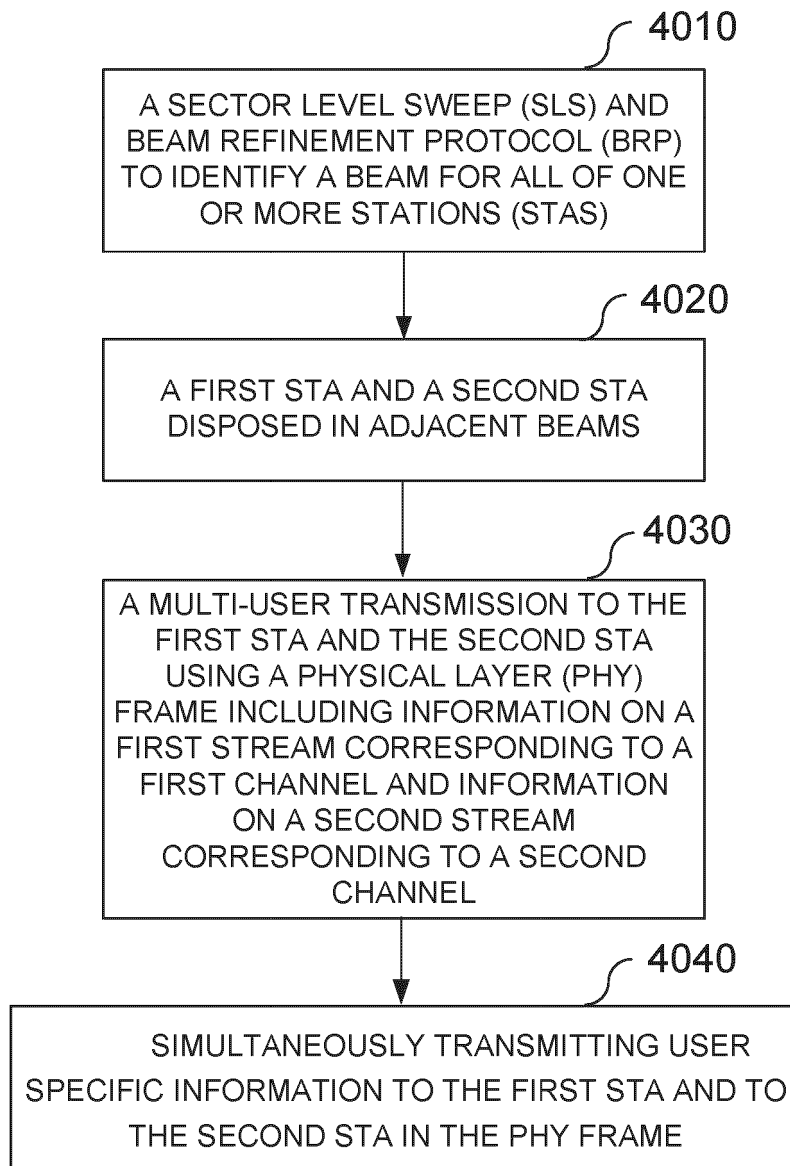 4010
A SECTOR LEVEL SWEEP (SLS) AND
BEAM REFINEMENT PROTOCOL (BRP)
TO IDENTIFY A BEAM FOR ALL OF ONE
OR MORE STATIONS (STAS)
4020
A FIRST STA AND A SECOND STA
DISPOSED IN ADJACENT BEAMS
4030
A MULTI-USER TRANSMISSION TO THE
FIRST STA AND THE SECOND STA
USING A PHYSICAL LAYER (PHY)
FRAME INCLUDING INFORMATION ON A
FIRST STREAM CORRESPONDING TO A
FIRST CHANNEL AND INFORMATION
ON A SECOND STREAM
CORRESPONDING TO A SECOND
CHANNEL
4040
SIMULTANEOUSLY TRANSMITTING USER
SPECIFIC INFORMATION TO THE FIRST STA AND TO
THE SECOND STA IN THE PHY FRAME